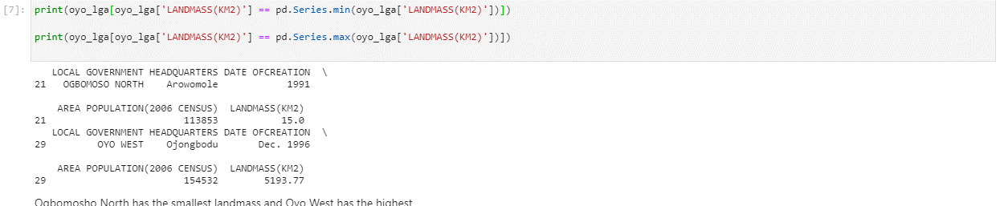 [7]: print(oyo_lga[oyo_lga['LANDMASS(KM2)'] == pd.Series.min(oyo_lga['LANDMASS(KM2)'])])
print(oyo_lga[oyo_lga['LANDMASS(KM2)'] == pd.Series.max(oyo_lga['LANDMASS(KM2)'])])
LOCAL GOVERNMENT HEADQUARTERS DATE OFCREATION \
21 OGBOMOSO NORTH Arowomole 1991
AREA POPULATION(2006 CENSUS) LANDMASS(KM2)
21 113853 15.0
LOCAL GOVERNMENT HEADQUARTERS DATE OFCREATION \
29 OYO WEST Ojongbodu Dec. 1996
AREA POPULATION(2006 CENSUS) LANDMASS(KM2)
29 154532 5193.77
Ogbomosho North has the smallest landmass and Oyo West has the highest